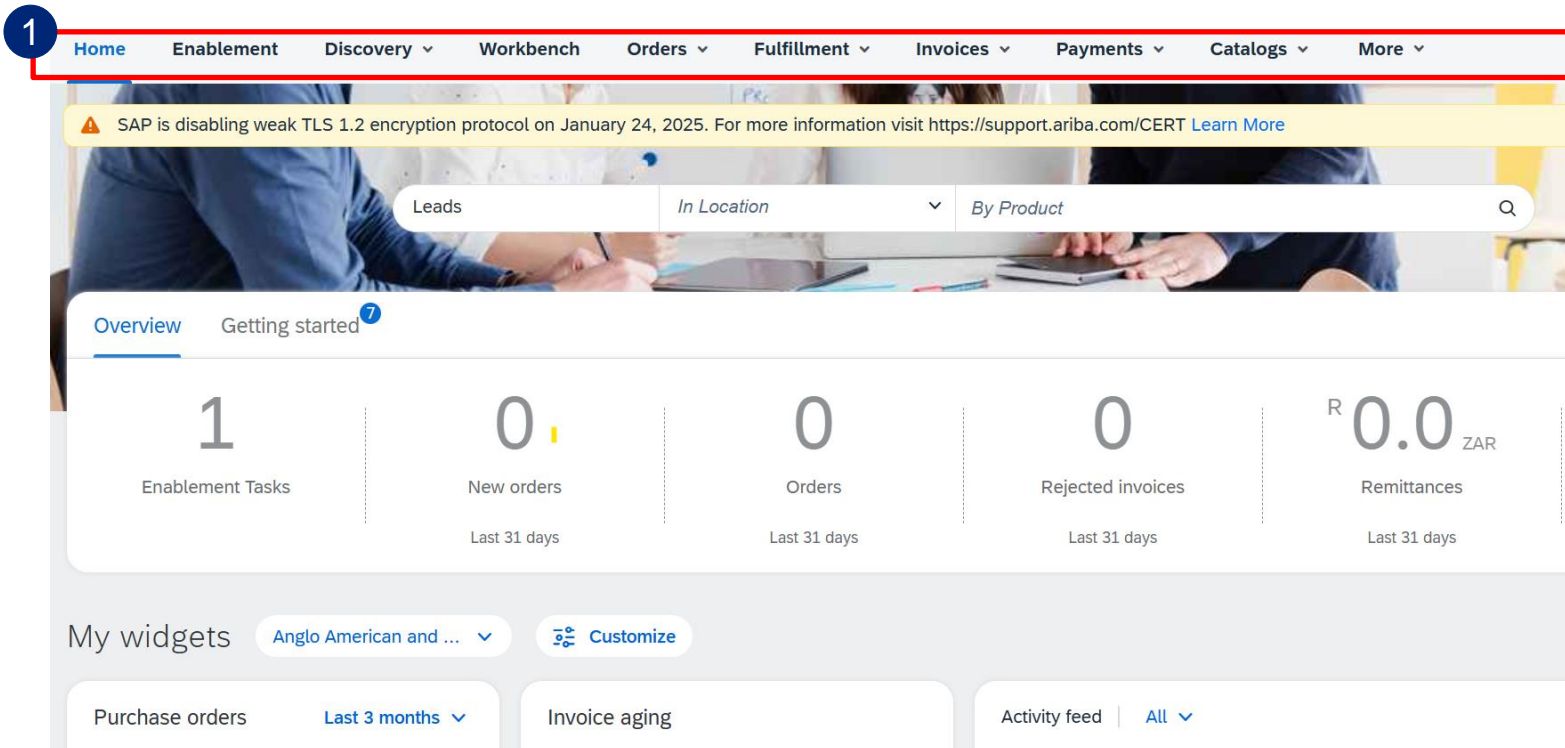 1
Home Enablement Discovery Workbench Orders Fulfillment Invoices Payments Catalogs More
SAP is disabling weak TLS 1.2 encryption protocol on January 24, 2025. For more information visit https://support.ariba.com/CERT Learn More
Leads In Location By Product
Overview Getting started 7
1 0 0 0 R 0.0 ZAR
Enablement Tasks New orders Orders Rejected invoices Remittances
Last 31 days Last 31 days Last 31 days Last 31 days
My widgets Anglo American and ... Customize
Purchase orders Last 3 months Invoice aging Activity feed All